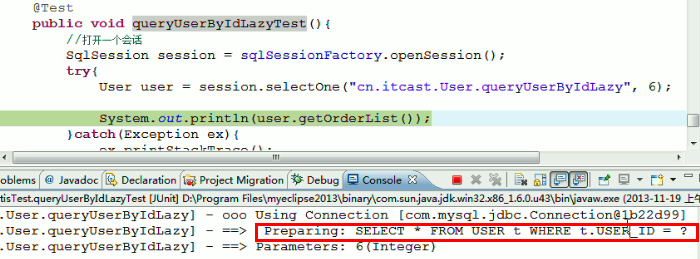 @Test
public void queryUserByIdLazyTest(){
//打开一个会话
SqlSession session = sqlSessionFactory.openSession();
try{
User user = session.selectOne("cn.itcast.User.queryUserByIdLazy", 6);
System.out.println(user.getOrderList());
}catch(Exception ex){
ex.printStackTrace();
oblems @ Javadoc Declaration Project Migration Debug Console
tisTest.queryUserByIdLazyTest [JUnit] D:\Program Files\myeclipse2013\binary\com.sun.java.jdk.win32.x86_1.6.0.u43\bin\javaw.exe (2013-11-19 上
.User.queryUserByIdLazy] - ooo Using Connection [com.mysql.jdbc.Connection@1b22d99]
.User.queryUserByIdLazy] - ==> Preparing: SELECT * FROM USER t WHERE t.USER_ID = ?
.User.queryUserByIdLazy] - ==> Parameters: 6(Integer)